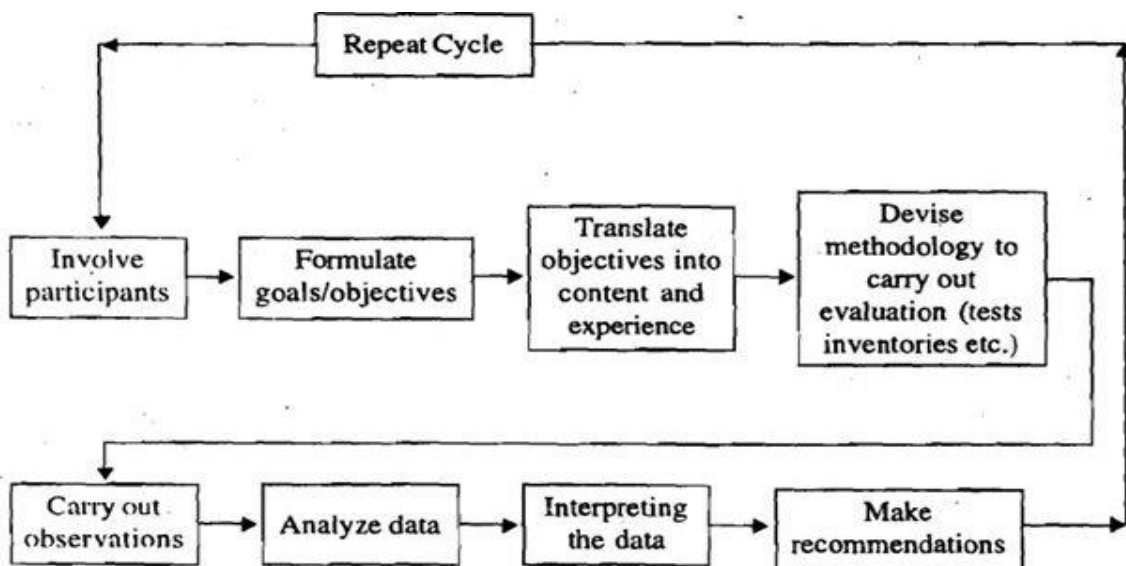 Repeat Cycle
Involve
participants
Formulate
goals/objectives
Translate
objectives into
content and
experience
Devise
methodology to
carry out
evaluation (tests
inventories etc.)
Carry out
observations
Analyze data
Interpreting
the data
Make
recommendations